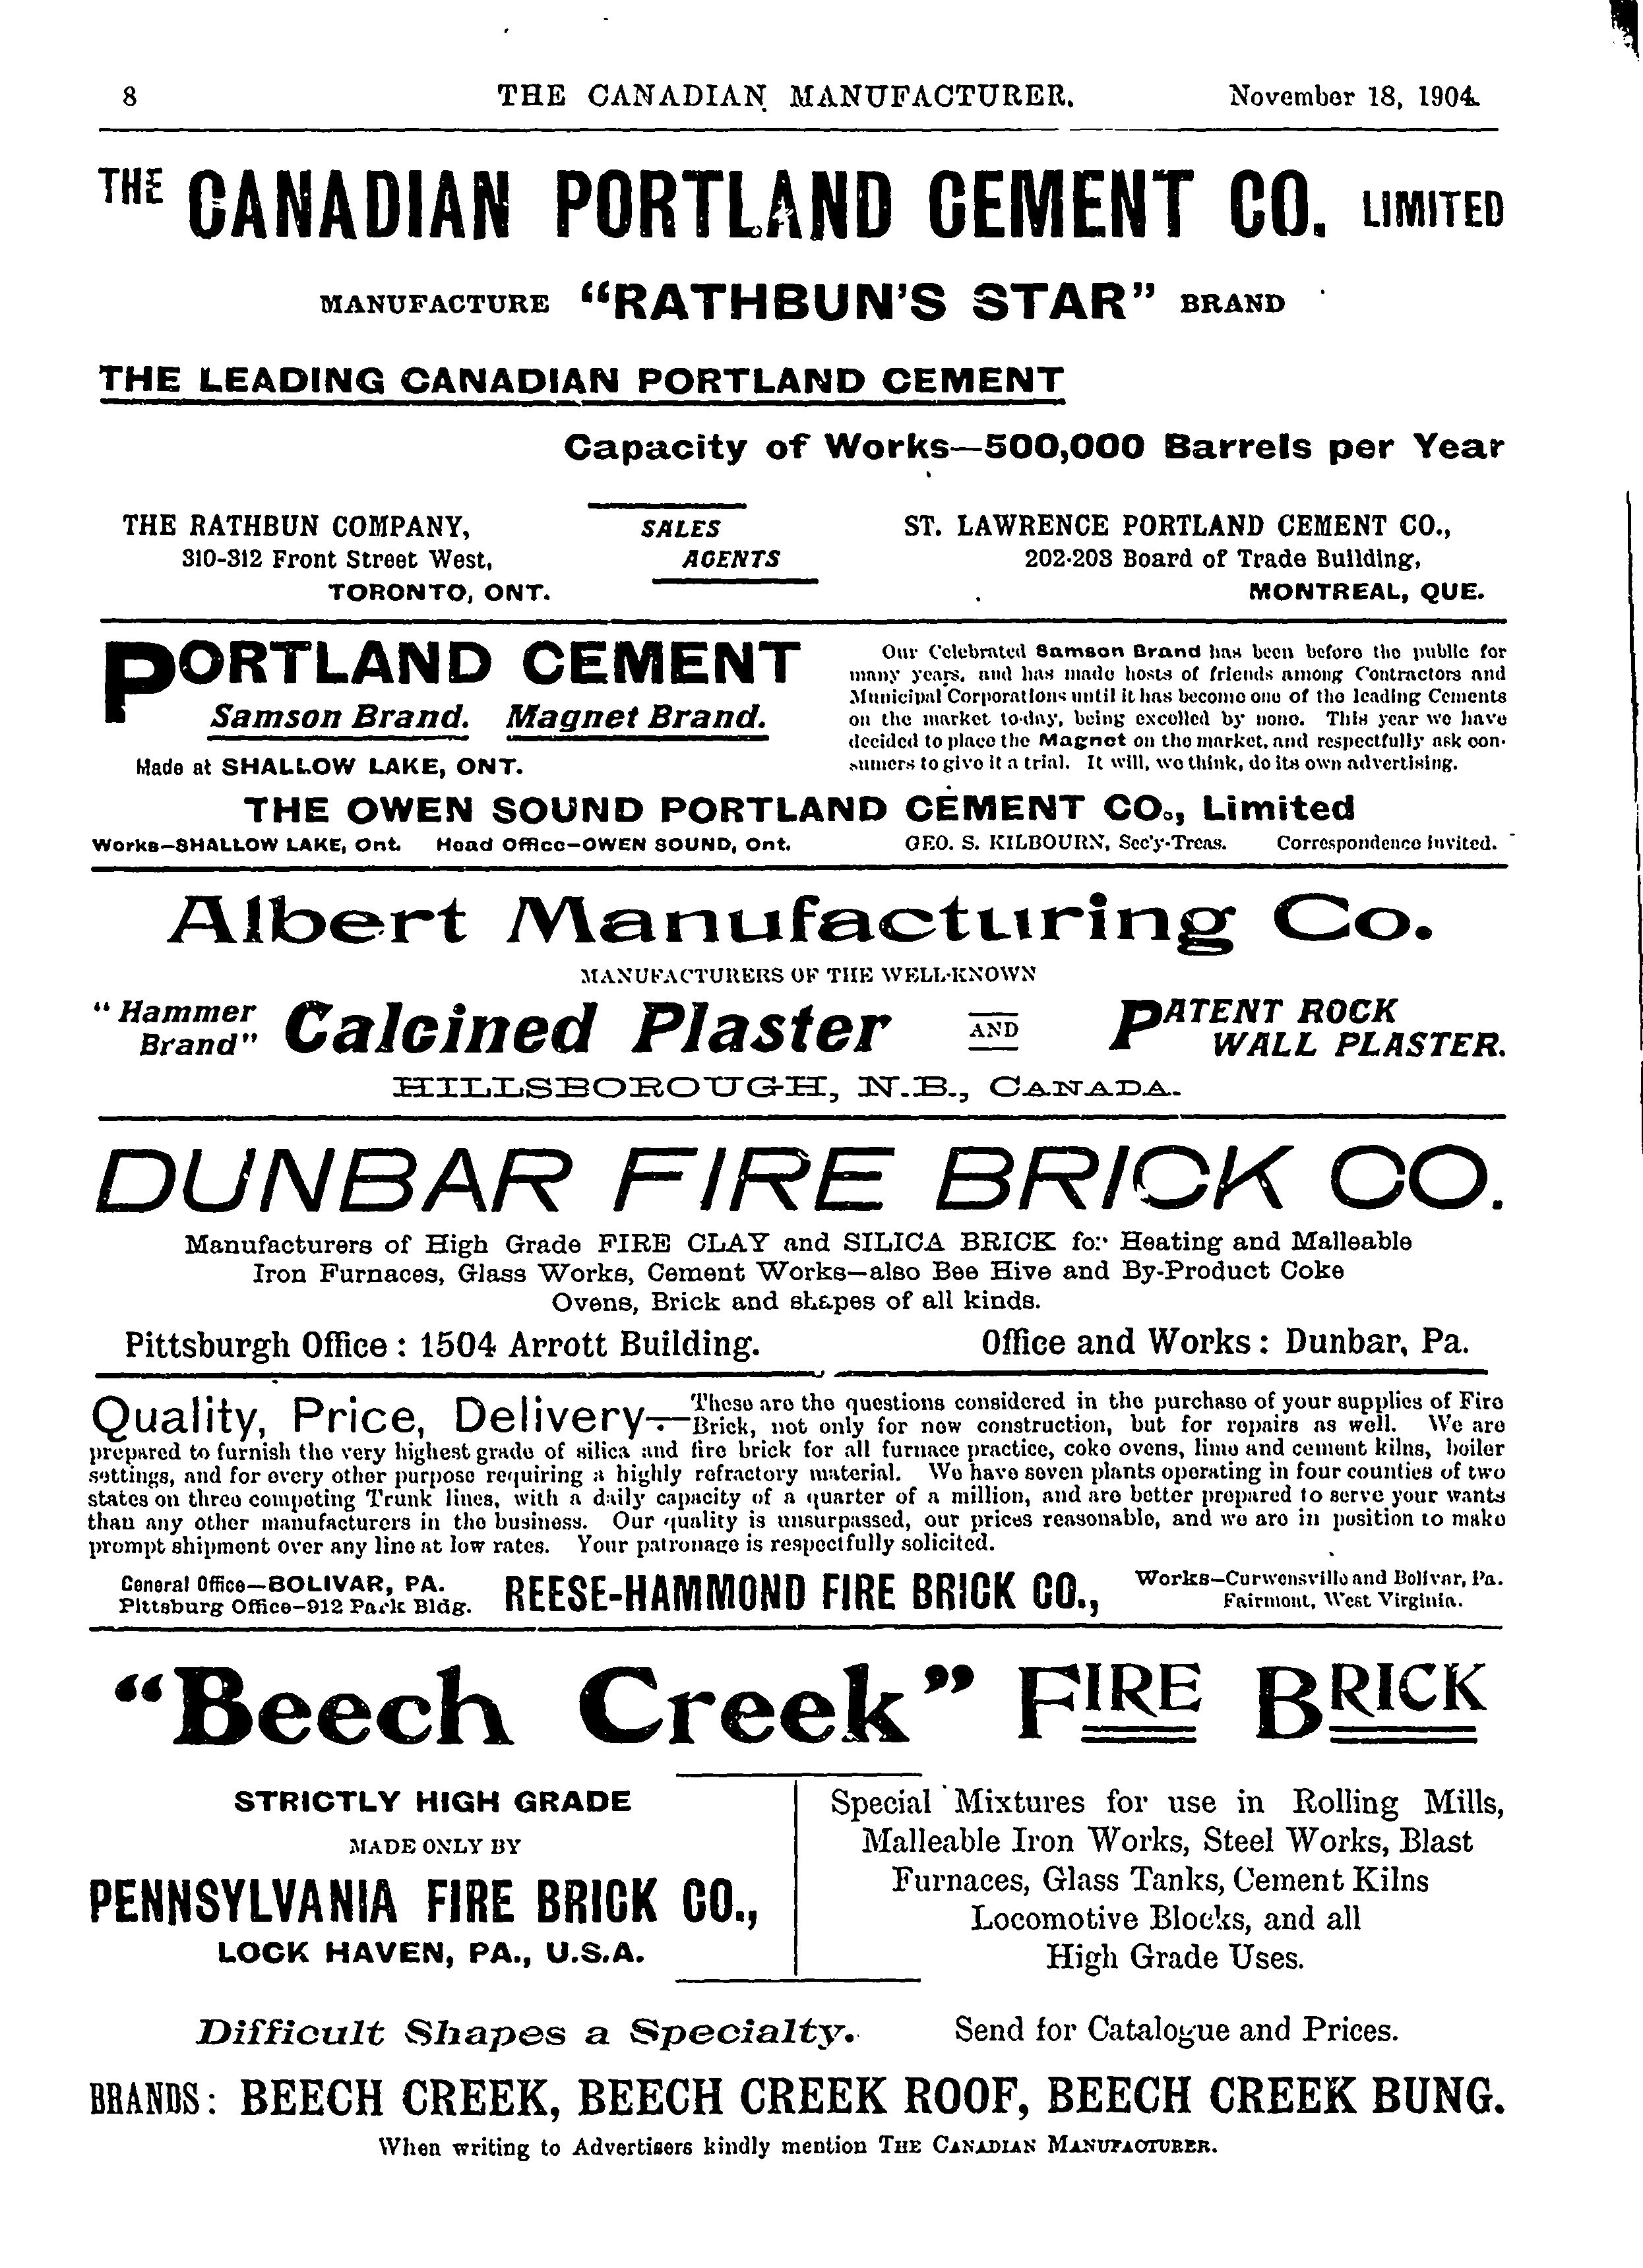 8 THE CANADIAN MANUFACTURER. November 18, 1904.
THE CANADIAN PORTLAND CEMENT CO. LIMITED
MANUFACTURE “RATHBUN'S STAR” BRAND
THE LEADING CANADIAN PORTLAND CEMENT
Capacity of Works—500,000 Barrels per Year
THE RATHBUN COMPANY,
310-312 Front Street West,
TORONTO, ONT.
SALES
AGENTS
ST. LAWRENCE PORTLAND CEMENT CO.,
202-203 Board of Trade Building,
MONTREAL, QUE.
PORTLAND CEMENT
Samson Brand. Magnet Brand.
Made at SHALLOW LAKE, ONT.
Our Celebrated Samson Brand has been before the public for
many years, and has made hosts of friends among Contractors and
Municipal Corporations until it has become one of the leading Cements
on the market to-day, being excelled by none. This year we have
decided to place the Magnet on the market, and respectfully ask con-
sumers to give it a trial. It will, we think, do its own advertising.
THE OWEN SOUND PORTLAND CEMENT CO., Limited
Works—SHALLOW LAKE, Ont. Head Office—OWEN SOUND, Ont. GEO. S. KILBOURN, Sec'y-Treas. Correspondence Invited.
Albert Manufacturing Co.
MANUFACTURERS OF THE WELL-KNOWN
“Hammer
Brand” Calcined Plaster AND PATENT ROCK
WALL PLASTER.
HILLSBOROUGH, N.B., CANADA.
DUNBAR FIRE BRICK CO.
Manufacturers of High Grade FIRE CLAY and SILICA BRICK for Heating and Malleable
Iron Furnaces, Glass Works, Cement Works—also Bee Hive and By-Product Coke
Ovens, Brick and shapes of all kinds.
Pittsburgh Office : 1504 Arrott Building. Office and Works : Dunbar, Pa.
Quality, Price, Delivery— These are the questions considered in the purchase of your supplies of Fire
Brick, not only for new construction, but for repairs as well. We are
prepared to furnish the very highest grade of silica and fire brick for all furnace practice, coke ovens, lime and cement kilns, boiler
settings, and for every other purpose requiring a highly refractory material. We have seven plants operating in four counties of two
states on three competing Trunk lines, with a daily capacity of a quarter of a million, and are better prepared to serve your wants
than any other manufacturers in the business. Our quality is unsurpassed, our prices reasonable, and we are in position to make
prompt shipment over any line at low rates. Your patronage is respectfully solicited.
General Office—BOLIVAR, PA.
Pittsburg Office—912 Park Bldg.
REESE-HAMMOND FIRE BRICK CO.,
Works—Curwensville and Bolivar, Pa.
Fairmont, West Virginia.
“Beech Creek” FIRE BRICK
STRICTLY HIGH GRADE
MADE ONLY BY
PENNSYLVANIA FIRE BRICK CO.,
LOCK HAVEN, PA., U.S.A.
Special Mixtures for use in Rolling Mills,
Malleable Iron Works, Steel Works, Blast
Furnaces, Glass Tanks, Cement Kilns
Locomotive Blocks, and all
High Grade Uses.
Difficult Shapes a Specialty. Send for Catalogue and Prices.
BRANDS: BEECH CREEK, BEECH CREEK ROOF, BEECH CREEK BUNG.
When writing to Advertisers kindly mention THE CANADIAN MANUFACTURER.